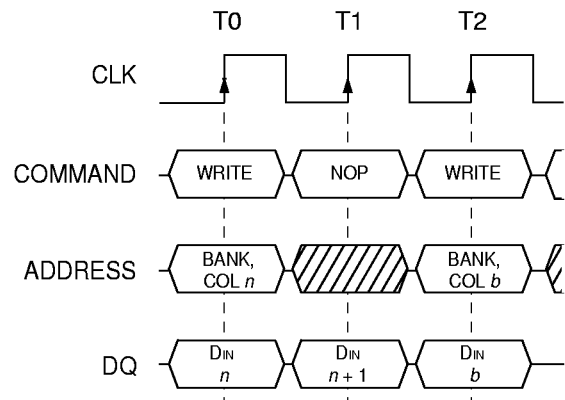 T0 T1 T2
CLK
COMMAND WRITE NOP WRITE
ADDRESS BANK, COL n BANK, COL b
DQ DIN n DIN n + 1 DIN b